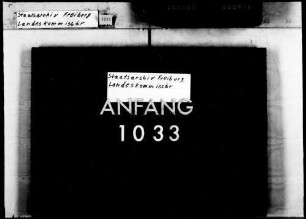 Staatsarchiv Freiburg
Landeskommissär
Staatsarchiv Freiburg
Landeskommissär
ANFANG
1033